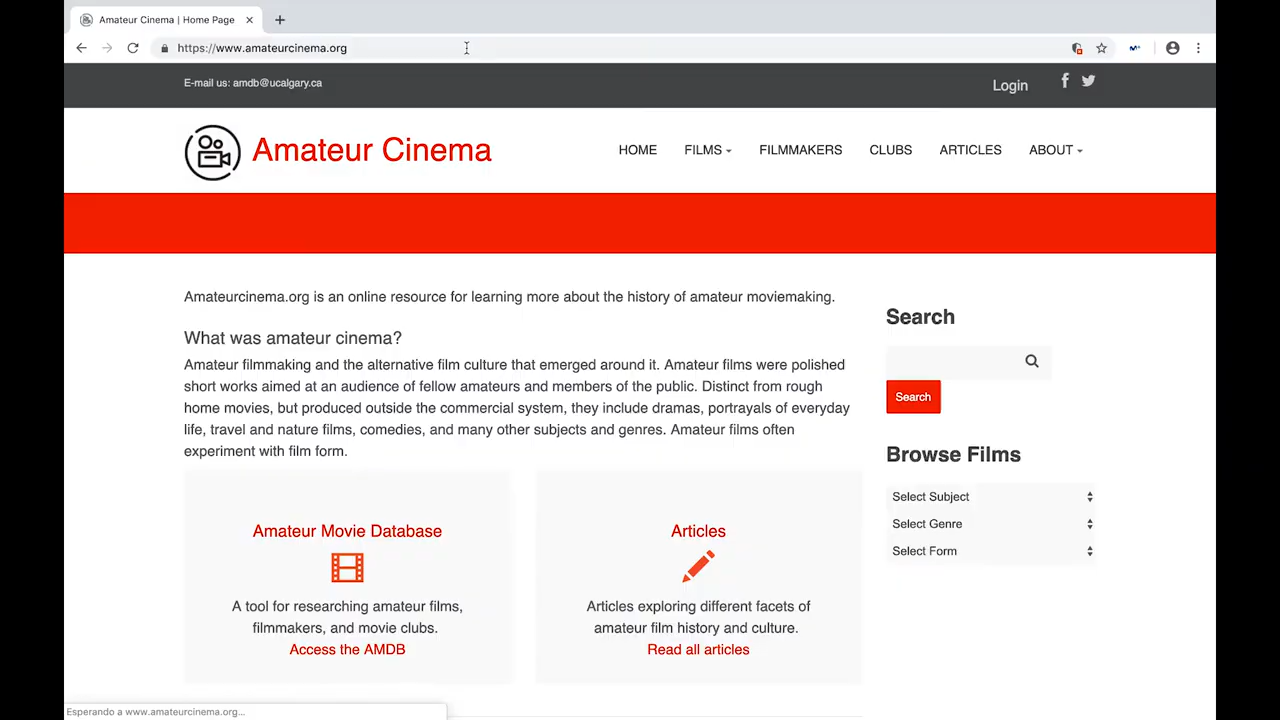 Amateur Cinema | Home Page
https://www.amateurcinema.org
E-mail us: amdb@ucalgary.ca
Login
Amateur Cinema
HOME FILMS FILMMAKERS CLUBS ARTICLES ABOUT
Amateurcinema.org is an online resource for learning more about the history of amateur moviemaking.
What was amateur cinema?
Amateur filmmaking and the alternative film culture that emerged around it. Amateur films were polished
short works aimed at an audience of fellow amateurs and members of the public. Distinct from rough
home movies, but produced outside the commercial system, they include dramas, portrayals of everyday
life, travel and nature films, comedies, and many other subjects and genres. Amateur films often
experiment with film form.
Amateur Movie Database
A tool for researching amateur films,
filmmakers, and movie clubs.
Access the AMDB
Articles
Articles exploring different facets of
amateur film history and culture.
Read all articles
Search
Search
Browse Films
Select Subject
Select Genre
Select Form
Esperando a www.amateurcinema.org...